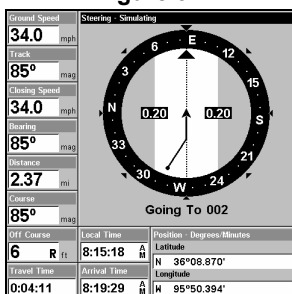 Ground Speed
34.0 mph
Track
85° mag
Closing Speed
34.0 mph
Bearing
85° mag
Distance
2.37 mi
Course
85° mag
Off Course
6 R ft
Travel Time
0:04:11
Steering - Simulating
E
12
15
S
21
24
W
30
33
N
3
6
0.20
0.20
Going To 002
Local Time
8:15:18 AM
Arrival Time
8:19:29 AM
Position - Degrees/Minutes
Latitude
N 36°08.870'
Longitude
W 95°50.394'